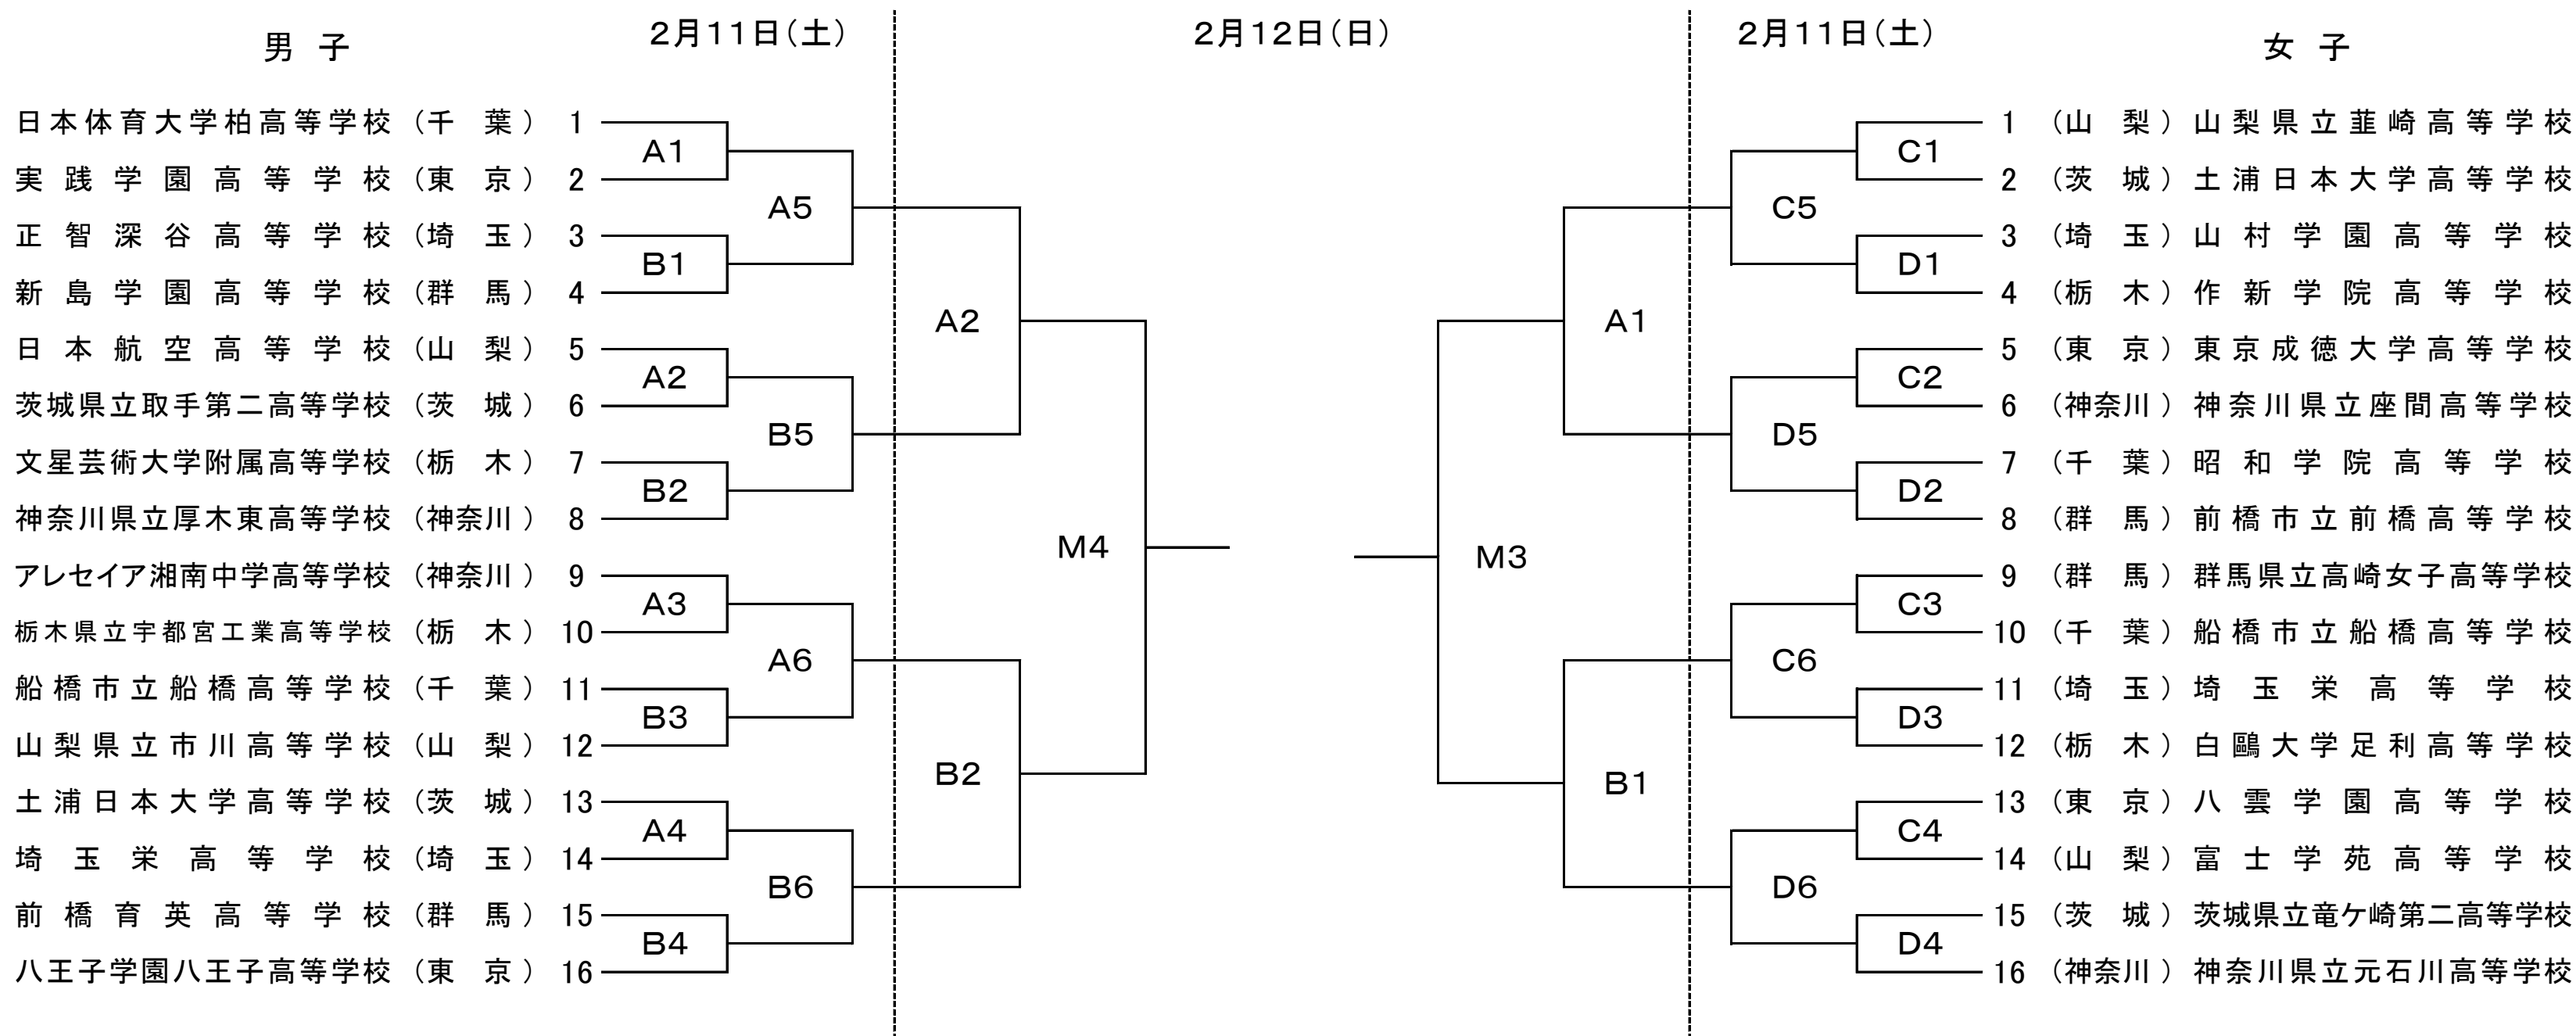 男 子
2月11日(土)
2月12日(日)
2月11日(土)
女 子
日本体育大学柏高等学校 (千 葉) 1
実践学園高等学校 (東 京) 2
正智深谷高等学校 (埼 玉) 3
新島学園高等学校 (群 馬) 4
日本航空高等学校 (山 梨) 5
茨城県立取手第二高等学校 (茨 城) 6
文星芸術大学附属高等学校 (栃 木) 7
神奈川県立厚木東高等学校 (神奈川) 8
アレセイア湘南中学高等学校 (神奈川) 9
栃木県立宇都宮工業高等学校 (栃 木) 10
船橋市立船橋高等学校 (千 葉) 11
山梨県立市川高等学校 (山 梨) 12
土浦日本大学高等学校 (茨 城) 13
埼玉栄高等学校 (埼 玉) 14
前橋育英高等学校 (群 馬) 15
八王子学園八王子高等学校 (東 京) 16
A1
B1
A2
B2
A3
B3
A4
B4
A5
B5
A6
B6
A2
B2
M4
M3
A1
B1
C5
D5
C6
D6
C1
D1
C2
D2
C3
D3
C4
D4
1 (山 梨) 山梨県立韮崎高等学校
2 (茨 城) 土浦日本大学高等学校
3 (埼 玉) 山村学園高等学校
4 (栃 木) 作新学院高等学校
5 (東 京) 東京成徳大学高等学校
6 (神奈川) 神奈川県立座間高等学校
7 (千 葉) 昭和学院高等学校
8 (群 馬) 前橋市立前橋高等学校
9 (群 馬) 群馬県立高崎女子高等学校
10 (千 葉) 船橋市立船橋高等学校
11 (埼 玉) 埼玉栄高等学校
12 (栃 木) 白鷗大学足利高等学校
13 (東 京) 八雲学園高等学校
14 (山 梨) 富士学苑高等学校
15 (茨 城) 茨城県立竜ケ崎第二高等学校
16 (神奈川) 神奈川県立元石川高等学校